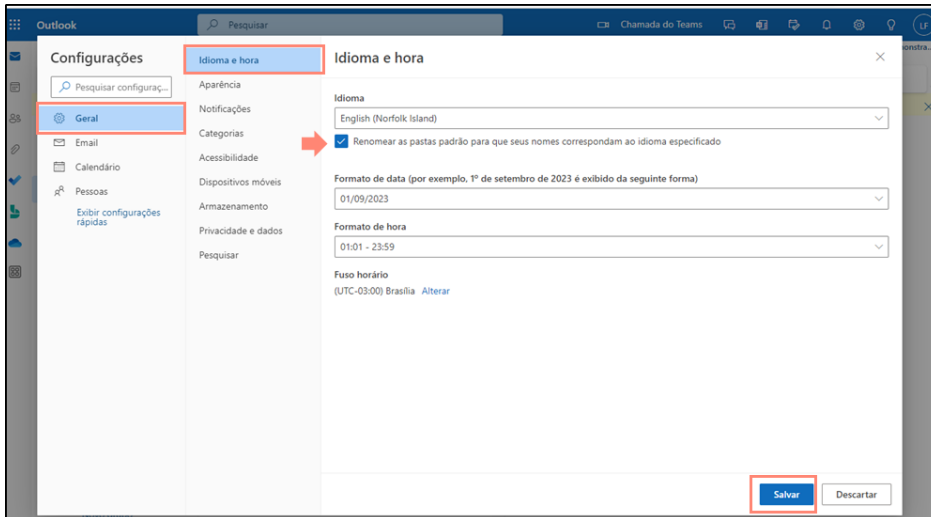 Outlook
Pesquisar
Chamada do Teams
LF
Configurações
Pesquisar configuraç...
Geral
Email
Calendário
Pessoas
Exibir configurações
rápidas
Idioma e hora
Aparência
Notificações
Categorias
Acessibilidade
Dispositivos móveis
Armazenamento
Privacidade e dados
Pesquisar
Idioma e hora
Idioma
English (Norfolk Island)
Renomear as pastas padrão para que seus nomes correspondam ao idioma especificado
Formato de data (por exemplo, 1º de setembro de 2023 é exibido da seguinte forma)
01/09/2023
Formato de hora
01:01 - 23:59
Fuso horário
(UTC-03:00) Brasília Alterar
Salvar
Descartar